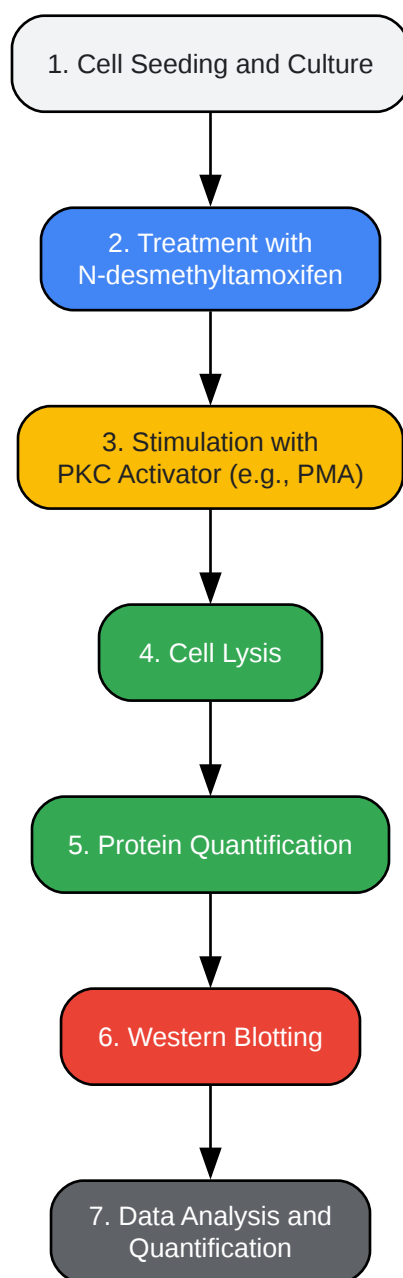 1. Cell Seeding and Culture
2. Treatment with
N-desmethyltamoxifen
3. Stimulation with
PKC Activator (e.g., PMA)
4. Cell Lysis
5. Protein Quantification
6. Western Blotting
7. Data Analysis and
Quantification